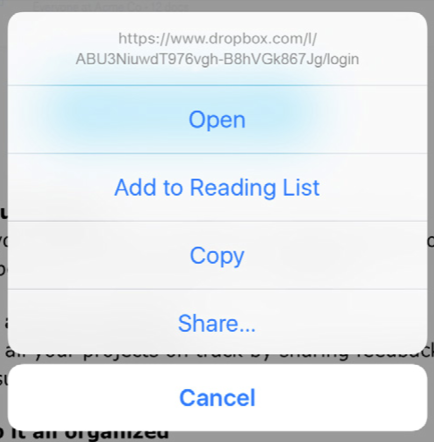 https://www.dropbox.com/l/
ABU3NiuwdT976vgh-B8hVGk867Jg/login
Open
Add to Reading List
Copy
Share...
all your projects on track by sharing feedback
Cancel
it all organized